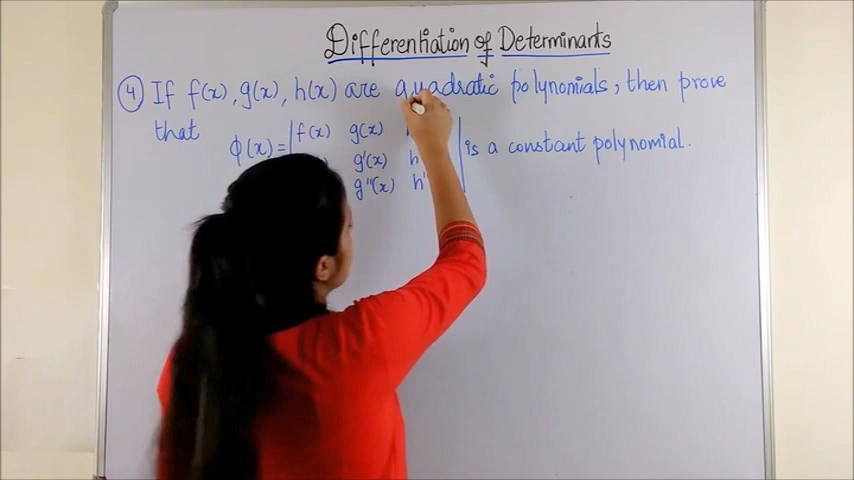 Differentiation of Determinants
④ If f(x), g(x), h(x) are quadratic polynomials, then prove
that ϕ(x) = | f(x) g(x) | is a constant polynomial.
g'(x) h
g''(x) h'